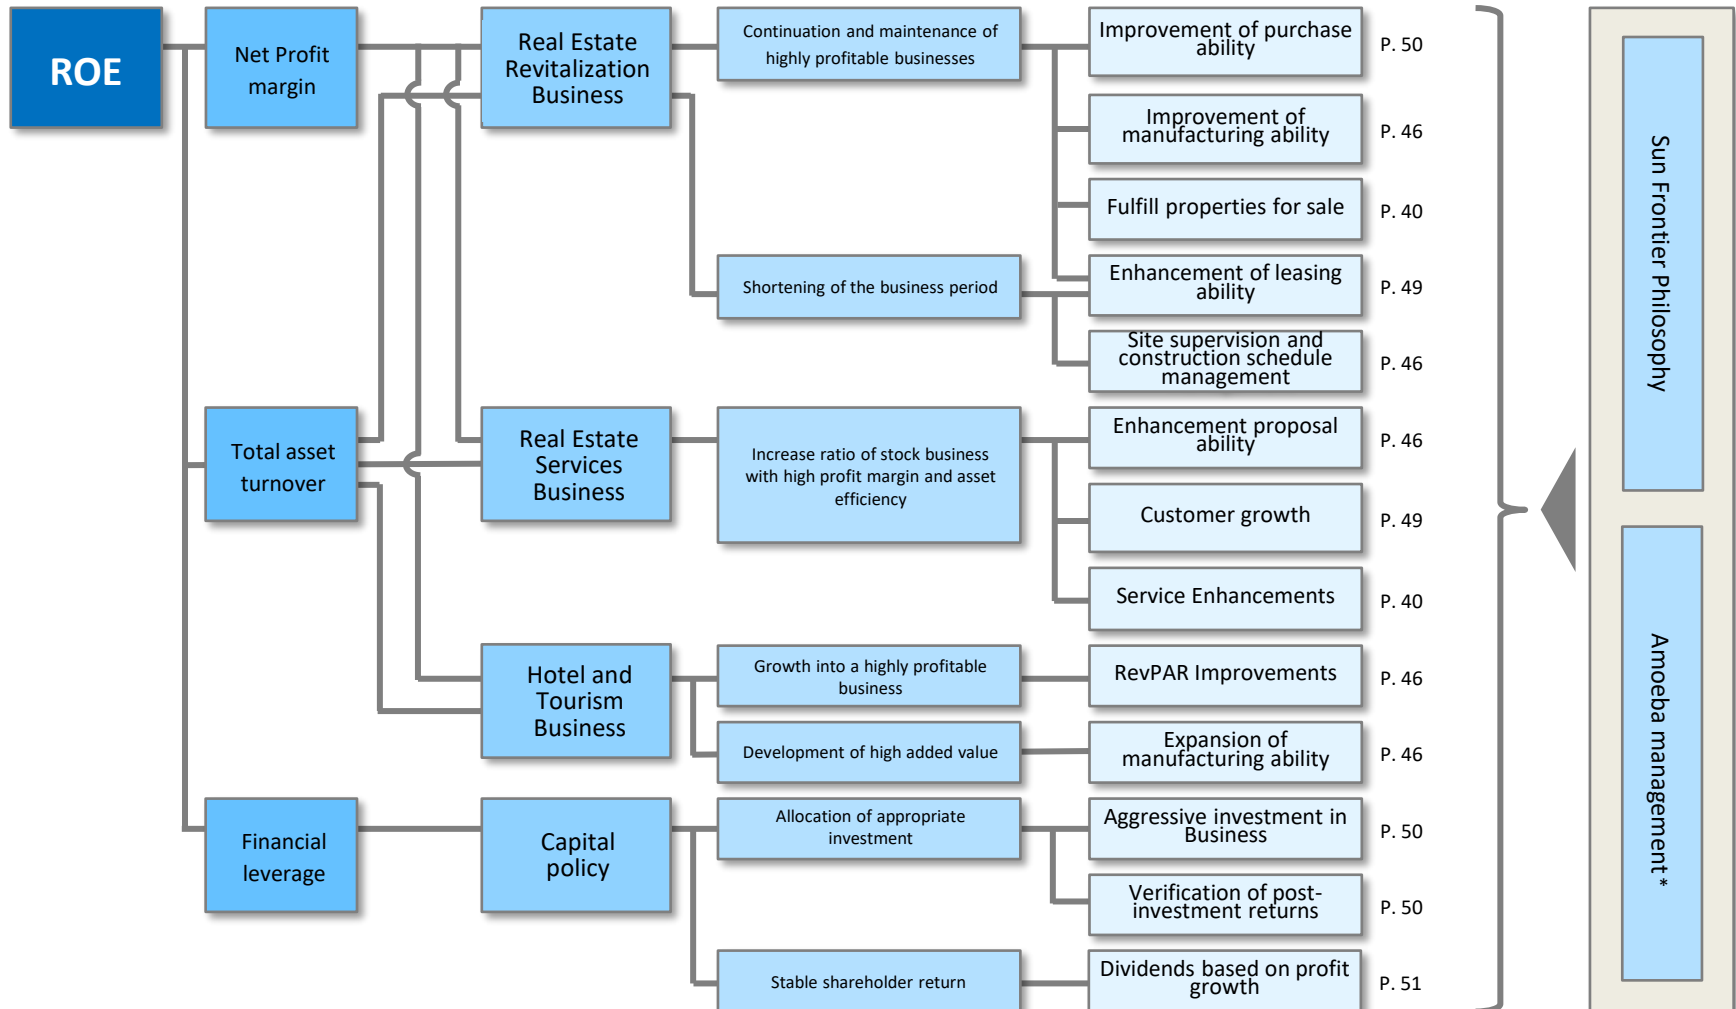 ROE
Net Profit
margin
Real Estate
Revitalization
Business
Continuation and maintenance of
highly profitable businesses
Improvement of purchase
ability
P. 50
Improvement of
manufacturing ability
P. 46
Fulfill properties for sale
P. 40
Shortening of the business period
Enhancement of leasing
ability
P. 49
Site supervision and
construction schedule
management
P. 46
Total asset
turnover
Real Estate
Services
Business
Increase ratio of stock business
with high profit margin and asset
efficiency
Enhancement proposal
ability
P. 46
Customer growth
P. 49
Service Enhancements
P. 40
Hotel and
Tourism
Business
Growth into a highly profitable
business
RevPAR Improvements
P. 46
Development of high added value
Expansion of
manufacturing ability
P. 46
Financial
leverage
Capital
policy
Allocation of appropriate
investment
Aggressive investment in
Business
P. 50
Verification of post-
investment returns
P. 50
Stable shareholder return
Dividends based on profit
growth
P. 51
Sun Frontier Philosophy
Amoeba management*